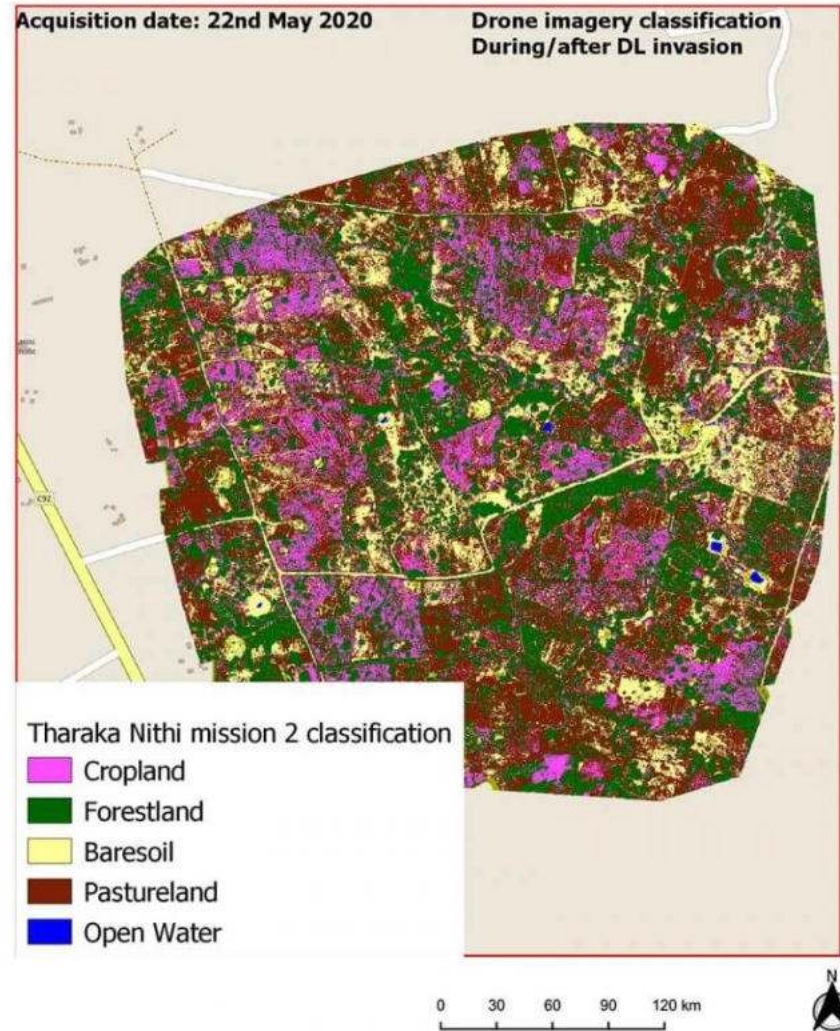 Acquisition date: 22nd May 2020
Drone imagery classification
During/after DL invasion
C92
Tharaka Nithi mission 2 classification
Cropland
Forestland
Baresoil
Pastureland
Open Water
N
0 30 60 90 120 km